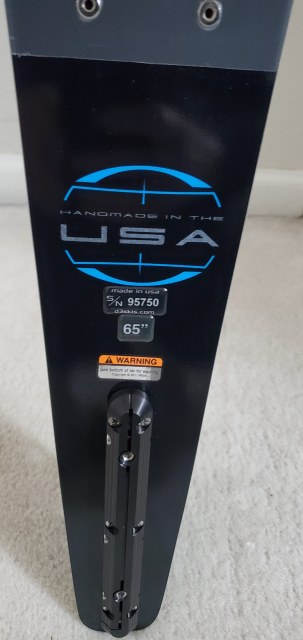 HANDMADE IN THE
USA
made in usa
S/N 95750
d3skis.com
65"
WARNING